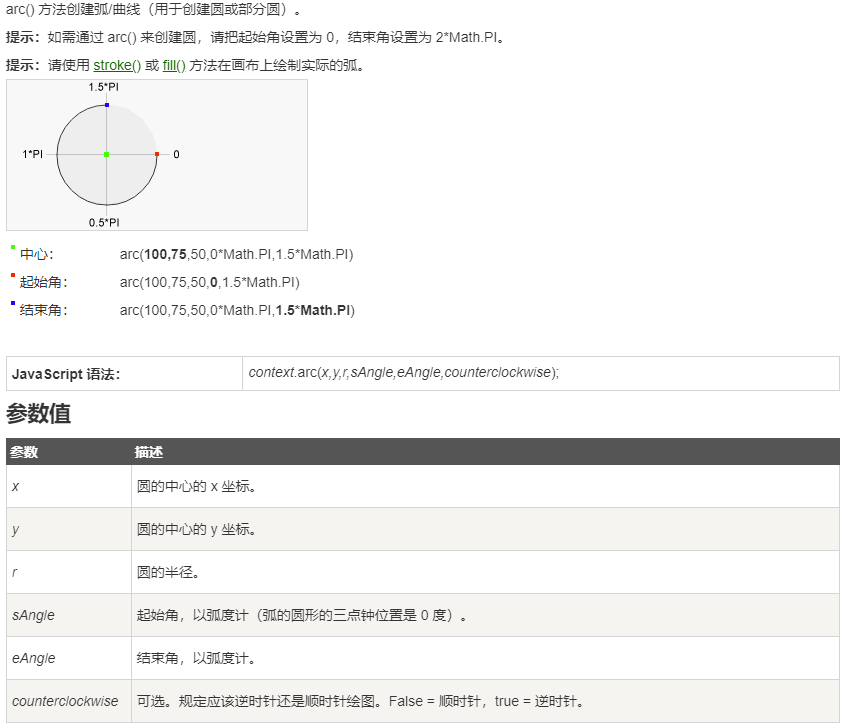 arc() 方法创建弧/曲线（用于创建圆或部分圆）。
提示：如需通过 arc() 来创建圆，请把起始角设置为 0，结束角设置为 2*Math.PI。
提示：请使用 stroke() 或 fill() 方法在画布上绘制实际的弧。
1.5*PI
1*PI
0
0.5*PI
中心： arc(100,75,50,0*Math.PI,1.5*Math.PI)
起始角： arc(100,75,50,0,1.5*Math.PI)
结束角： arc(100,75,50,0*Math.PI,1.5*Math.PI)
JavaScript 语法： context.arc(x,y,r,sAngle,eAngle,counterclockwise);
参数值
参数 描述
x 圆的中心的 x 坐标。
y 圆的中心的 y 坐标。
r 圆的半径。
sAngle 起始角，以弧度计（弧的圆形的三点钟位置是 0 度）。
eAngle 结束角，以弧度计。
counterclockwise 可选。规定应该逆时针还是顺时针绘图。False = 顺时针，true = 逆时针。